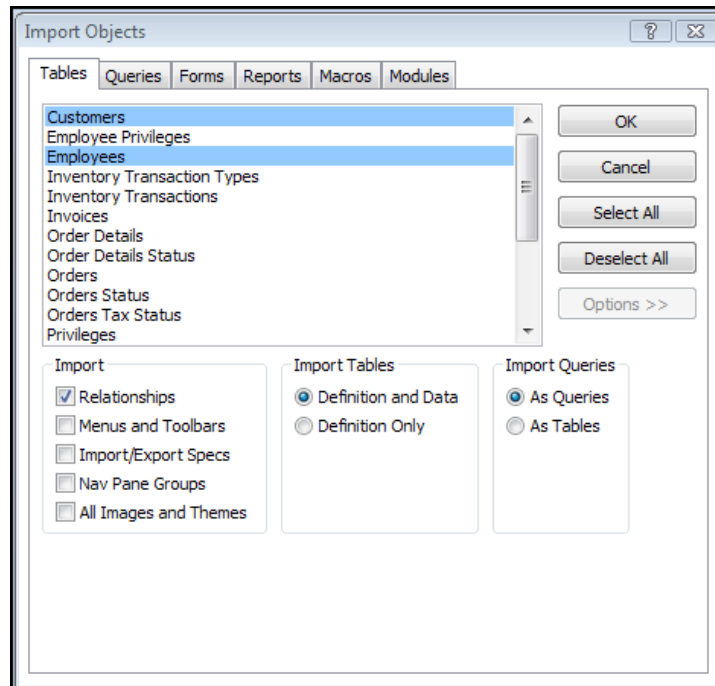 Import Objects
Tables Queries Forms Reports Macros Modules
Customers
Employee Privileges
Employees
Inventory Transaction Types
Inventory Transactions
Invoices
Order Details
Order Details Status
Orders
Orders Status
Orders Tax Status
Privileges
OK
Cancel
Select All
Deselect All
Options >>
Import
Relationships
Menus and Toolbars
Import/Export Specs
Nav Pane Groups
All Images and Themes
Import Tables
Definition and Data
Definition Only
Import Queries
As Queries
As Tables